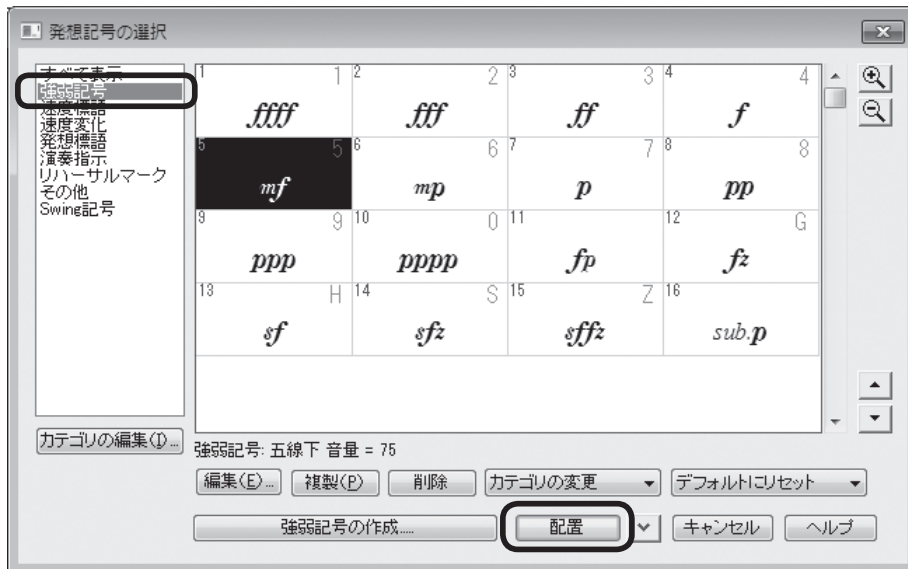 発想記号の選択
すべて表示
強弱記号
速度標語
速度変化
発想標語
演奏指示
リハーサルマーク
その他
Swing記号
1 1 2 2 3 3 4 4
ffff fff ff f
5 5 6 6 7 7 8 8
mf mp p pp
9 9 10 0 11 12 G
ppp pppp fp fz
13 H 14 S 15 Z 16
sf sfz sffz sub.p
カテゴリの編集(I)...
強弱記号: 五線下 音量 = 75
編集(E)... 複製(P) 削除 カテゴリの変更 デフォルトにリセット
強弱記号の作成.... 配置 キャンセル ヘルプ